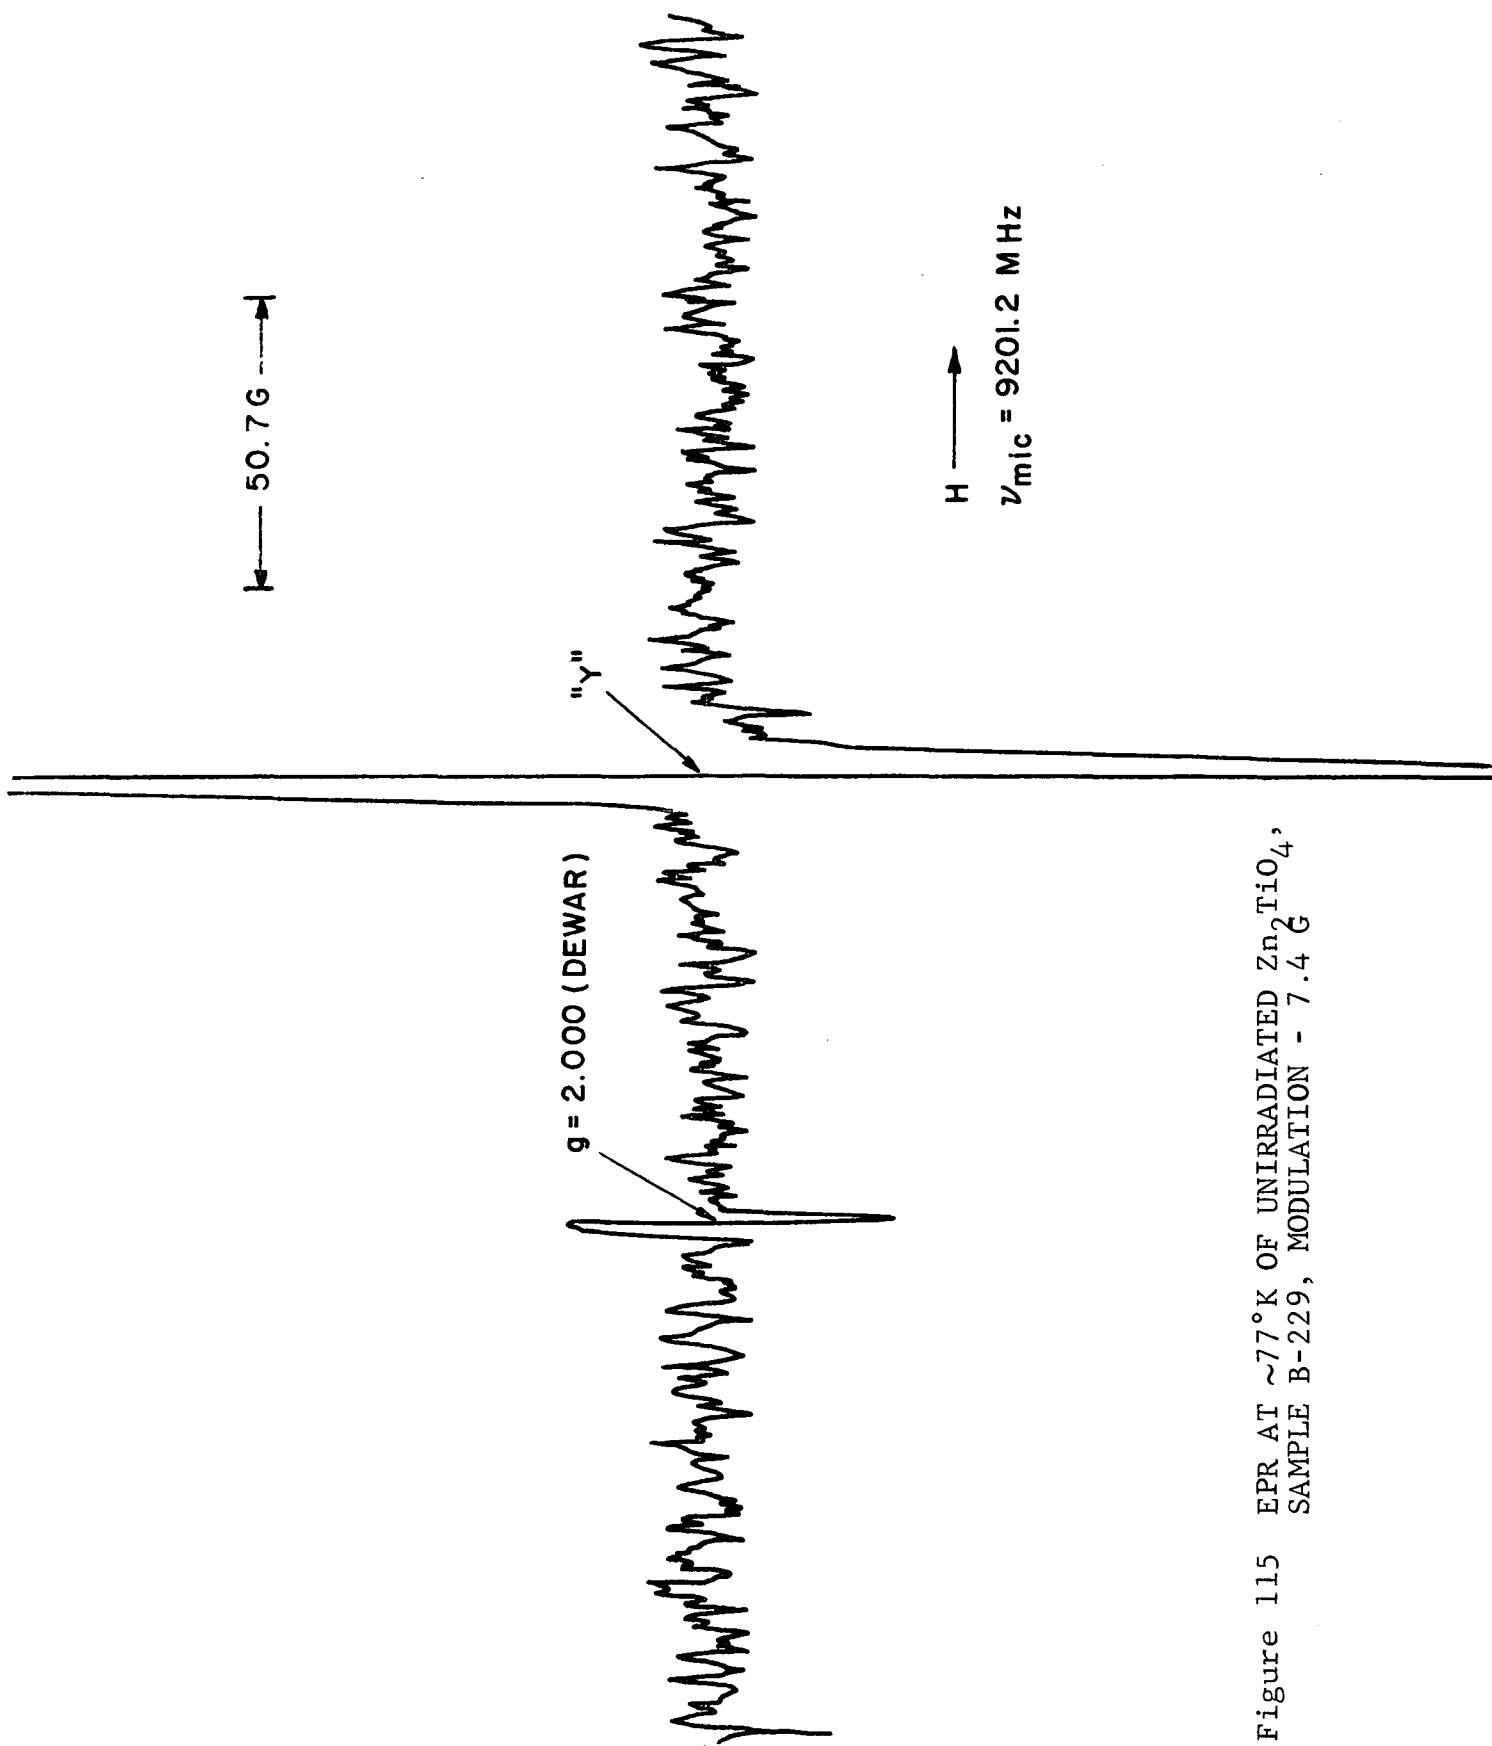 50.7 G
"Y"
g = 2.000 (DEWAR)
H
νmic = 9201.2 MHz
Figure 115 EPR AT ~77°K OF UNIRRADIATED Zn2TiO4,
SAMPLE B-229, MODULATION - 7.4 G